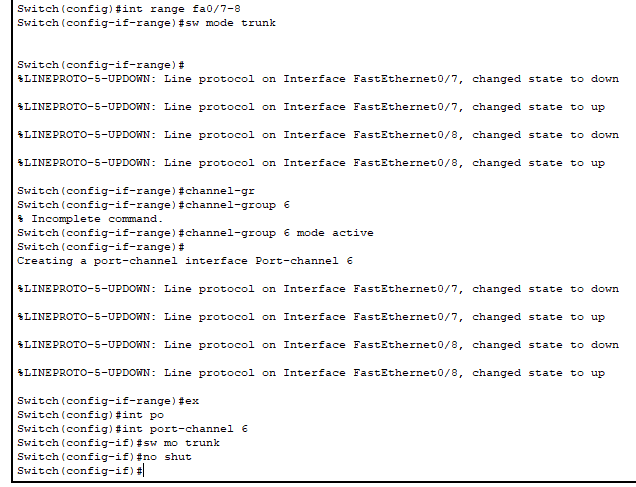 Switch(config)#int range fa0/7-8
Switch(config-if-range)#sw mode trunk
Switch(config-if-range)#
%LINEPROTO-5-UPDOWN: Line protocol on Interface FastEthernet0/7, changed state to down
%LINEPROTO-5-UPDOWN: Line protocol on Interface FastEthernet0/7, changed state to up
%LINEPROTO-5-UPDOWN: Line protocol on Interface FastEthernet0/8, changed state to down
%LINEPROTO-5-UPDOWN: Line protocol on Interface FastEthernet0/8, changed state to up
Switch(config-if-range)#channel-gr
Switch(config-if-range)#channel-group 6
% Incomplete command.
Switch(config-if-range)#channel-group 6 mode active
Switch(config-if-range)#
Creating a port-channel interface Port-channel 6
%LINEPROTO-5-UPDOWN: Line protocol on Interface FastEthernet0/7, changed state to down
%LINEPROTO-5-UPDOWN: Line protocol on Interface FastEthernet0/7, changed state to up
%LINEPROTO-5-UPDOWN: Line protocol on Interface FastEthernet0/8, changed state to down
%LINEPROTO-5-UPDOWN: Line protocol on Interface FastEthernet0/8, changed state to up
Switch(config-if-range)#ex
Switch(config)#int po
Switch(config)#int port-channel 6
Switch(config-if)#sw mo trunk
Switch(config-if)#no shut
Switch(config-if)#